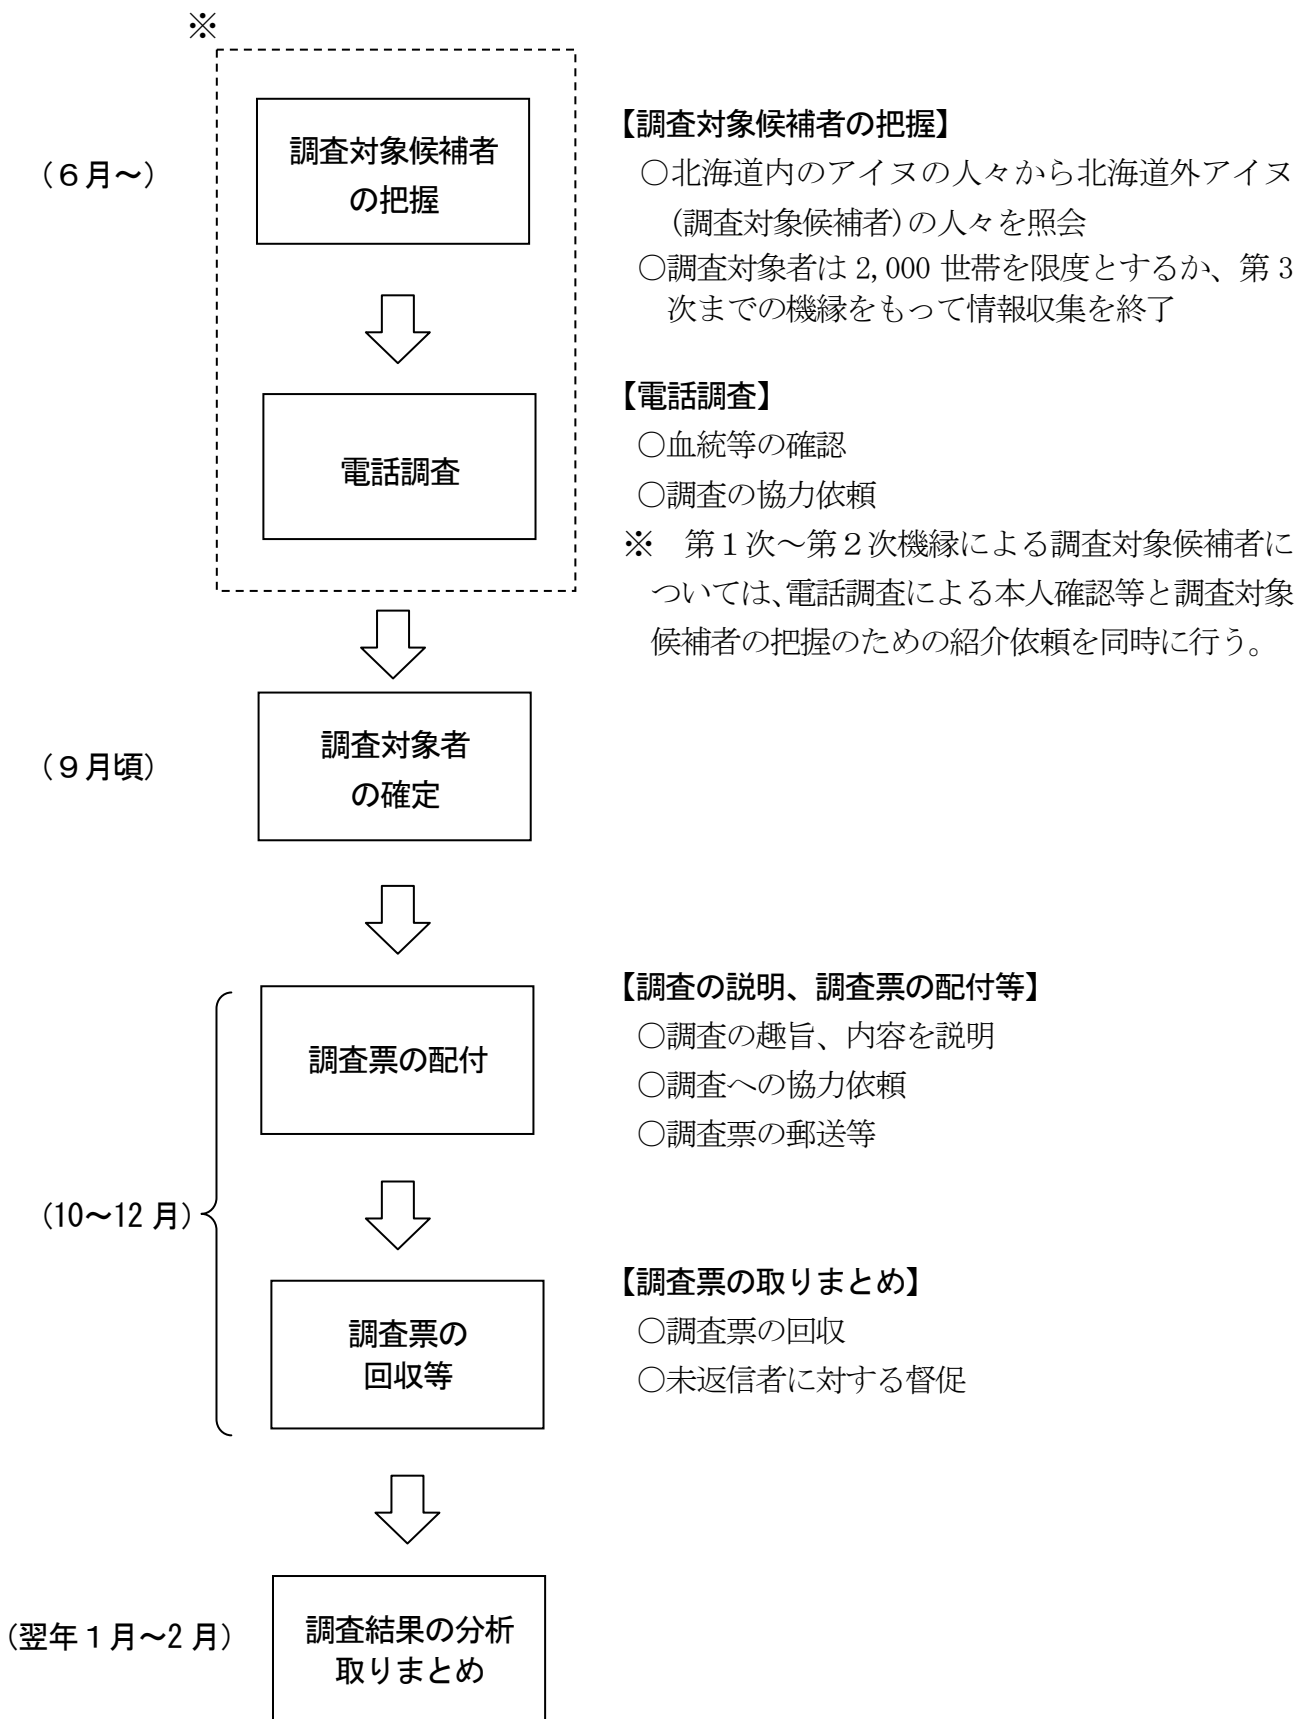 ※
(6月～)
調査対象候補者
の把握
【調査対象候補者の把握】
○北海道内のアイヌの人々から北海道外アイヌ
(調査対象候補者)の人々を照会
○調査対象者は 2,000 世帯を限度とするか、第 3
次までの機縁をもって情報収集を終了
電話調査
【電話調査】
○血統等の確認
○調査の協力依頼
※　第１次～第２次機縁による調査対象候補者に
ついては、電話調査による本人確認等と調査対象
候補者の把握のための紹介依頼を同時に行う。
(９月頃)
調査対象者
の確定
(10～12 月)
調査票の配付
【調査の説明、調査票の配付等】
○調査の趣旨、内容を説明
○調査への協力依頼
○調査票の郵送等
調査票の
回収等
【調査票の取りまとめ】
○調査票の回収
○未返信者に対する督促
(翌年１月～2 月)
調査結果の分析
取りまとめ